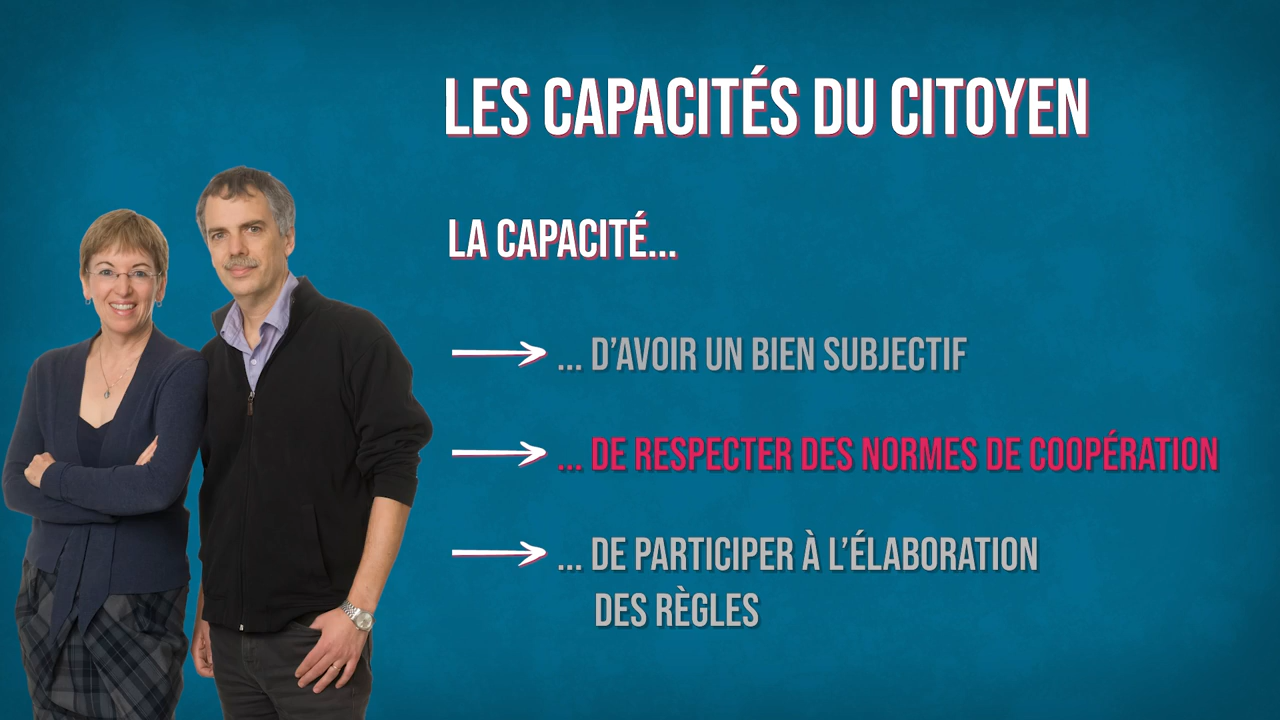 LES CAPACITÉS DU CITOYEN
LA CAPACITÉ...
... D'AVOIR UN BIEN SUBJECTIF
... DE RESPECTER DES NORMES DE COOPÉRATION
... DE PARTICIPER À L'ÉLABORATION
DES RÈGLES